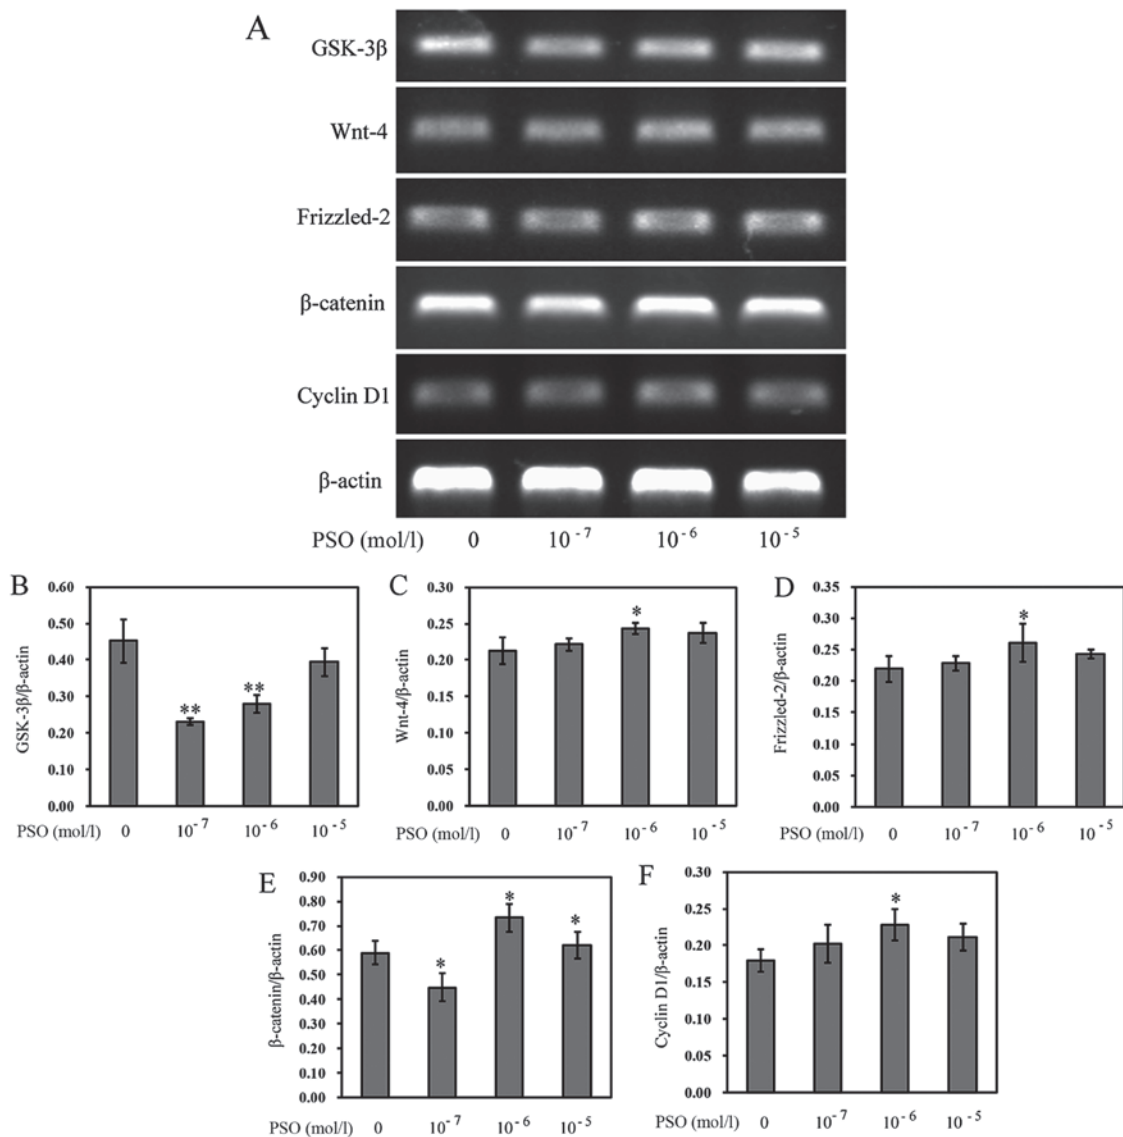 A
GSK-3β
Wnt-4
Frizzled-2
β-catenin
Cyclin D1
β-actin
PSO (mol/l) 0 10⁻⁷ 10⁻⁶ 10⁻⁵
B
0.60
0.50
0.40
0.30
0.20
0.10
0.00
GSK-3β/β-actin
** **
PSO (mol/l) 0 10⁻⁷ 10⁻⁶ 10⁻⁵
C
0.30
0.25
0.20
0.15
0.10
0.05
0.00
Wnt-4/β-actin
*
PSO (mol/l) 0 10⁻⁷ 10⁻⁶ 10⁻⁵
D
0.35
0.30
0.25
0.20
0.15
0.10
0.05
0.00
Frizzled-2/β-actin
*
PSO (mol/l) 0 10⁻⁷ 10⁻⁶ 10⁻⁵
E
0.90
0.80
0.70
0.60
0.50
0.40
0.30
0.20
0.10
0.00
β-catenin/β-actin
* * *
PSO (mol/l) 0 10⁻⁷ 10⁻⁶ 10⁻⁵
F
0.30
0.25
0.20
0.15
0.10
0.05
0.00
Cyclin D1/β-actin
*
PSO (mol/l) 0 10⁻⁷ 10⁻⁶ 10⁻⁵